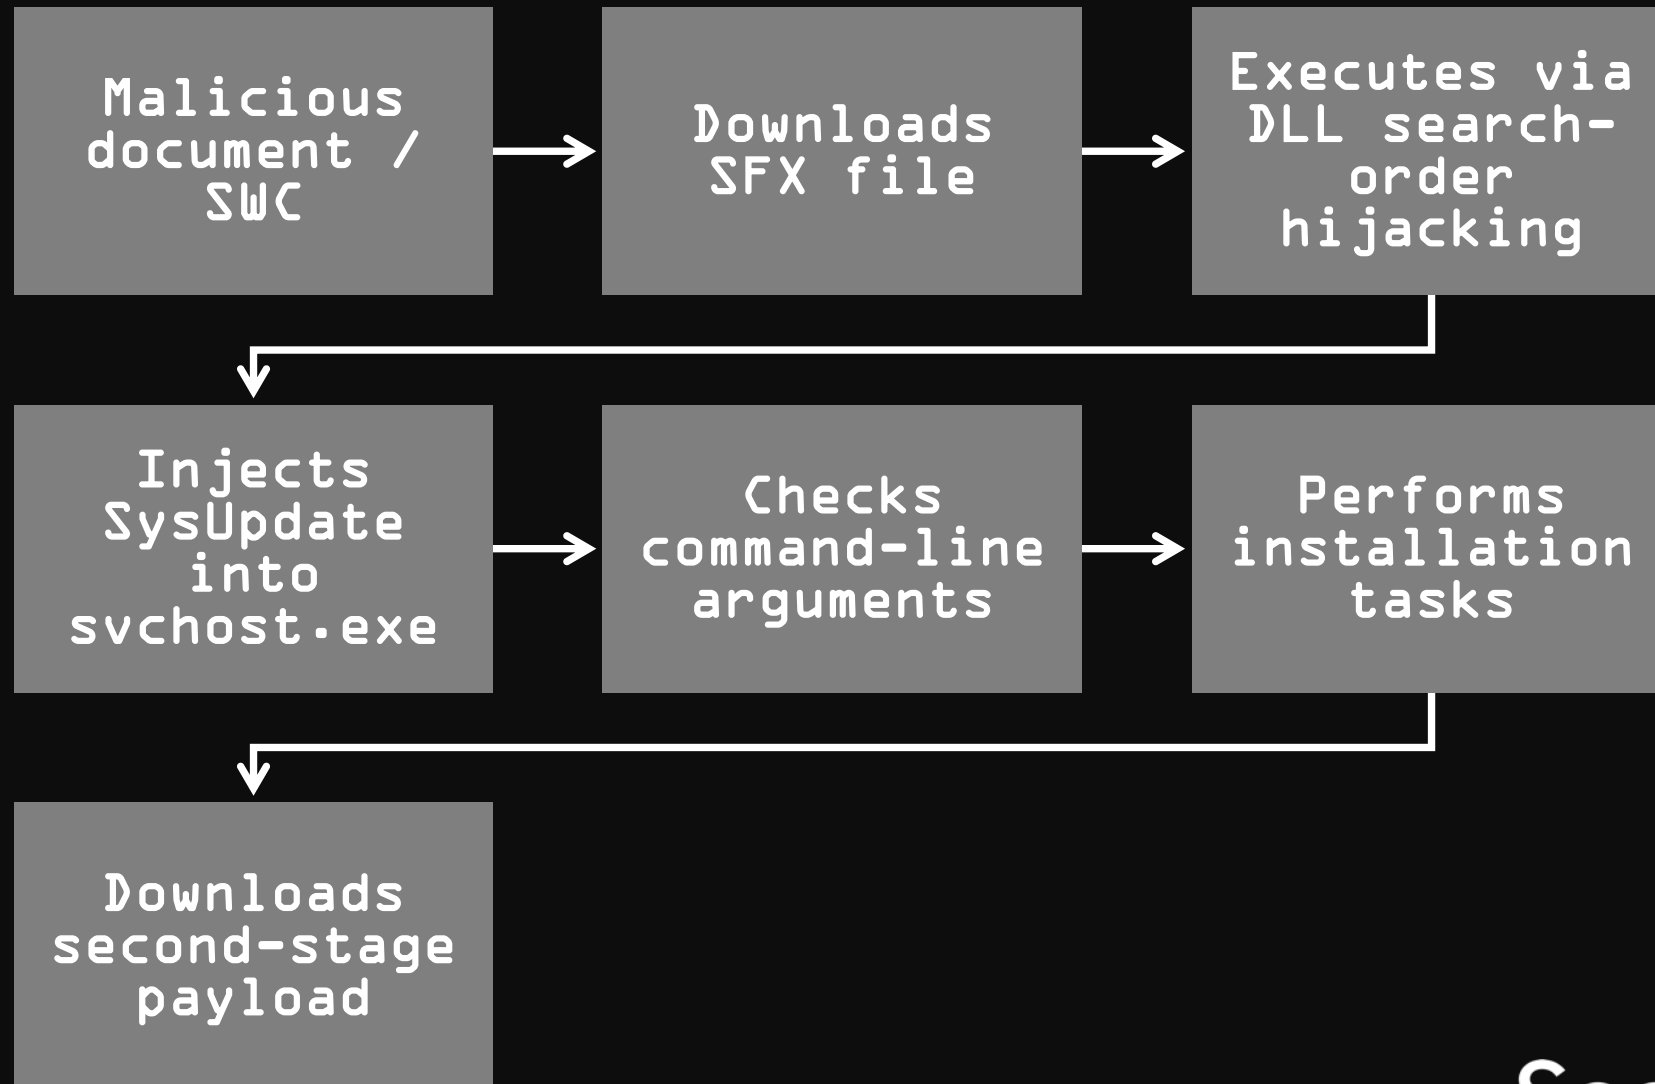 Malicious
document /
SWC
Downloads
SFX file
Executes via
DLL search-
order
hijacking
Injects
SysUpdate
into
svchost.exe
Checks
command-line
arguments
Performs
installation
tasks
Downloads
second-stage
payload